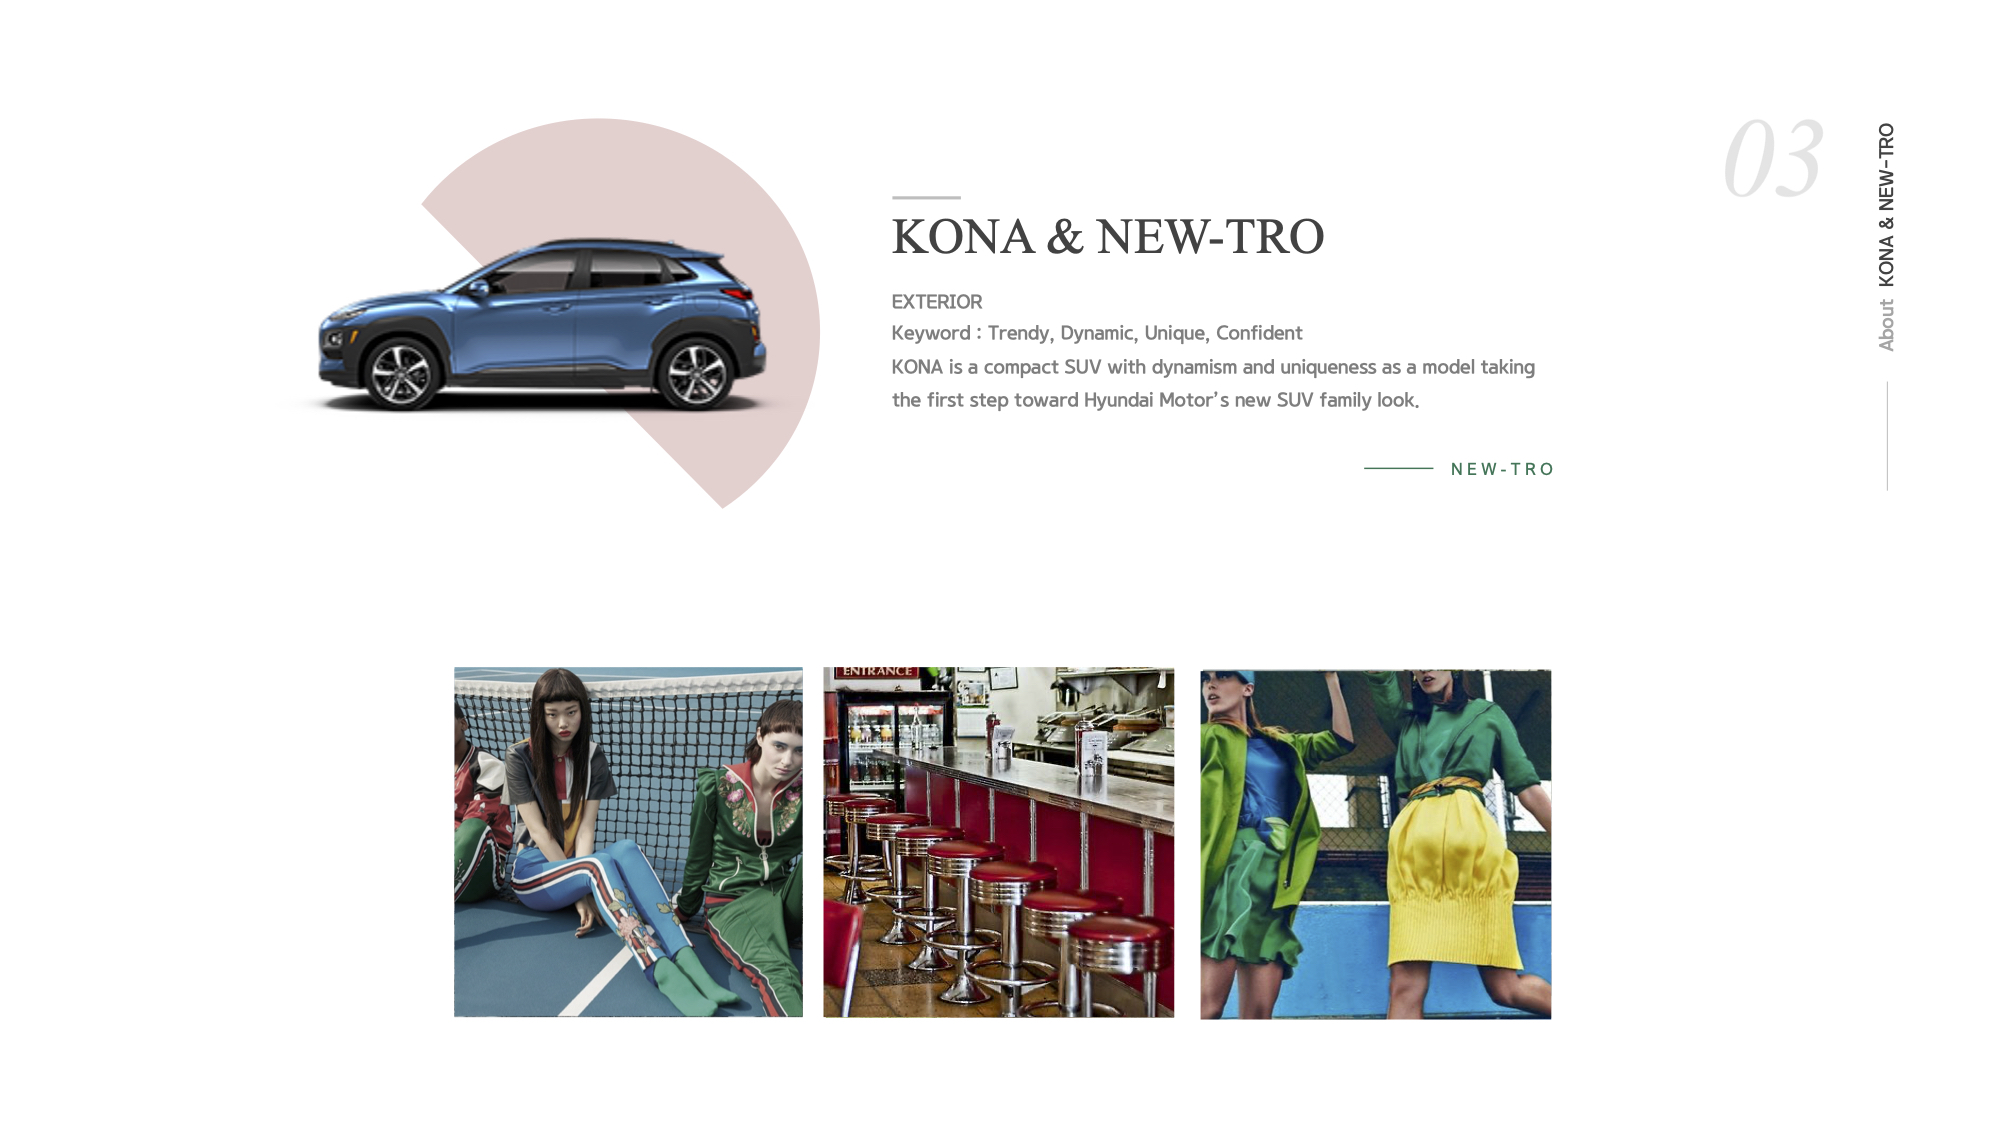 03
About KONA & NEW-TRO
KONA & NEW-TRO
EXTERIOR
Keyword : Trendy, Dynamic, Unique, Confident
KONA is a compact SUV with dynamism and uniqueness as a model taking
the first step toward Hyundai Motor's new SUV family look.
NEW-TRO
ENTRANCE